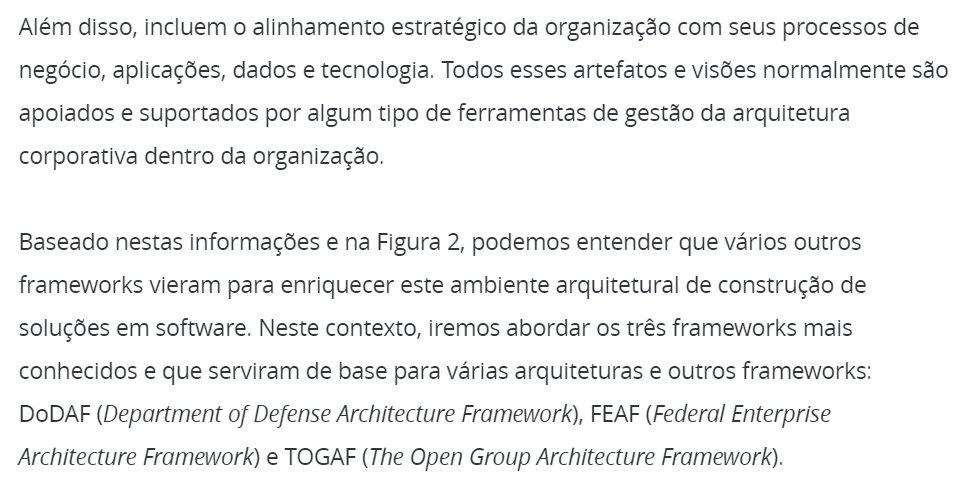 Além disso, incluem o alinhamento estratégico da organização com seus processos de
negócio, aplicações, dados e tecnologia. Todos esses artefatos e visões normalmente são
apoiados e suportados por algum tipo de ferramentas de gestão da arquitetura
corporativa dentro da organização.
Baseado nestas informações e na Figura 2, podemos entender que vários outros
frameworks vieram para enriquecer este ambiente arquitetural de construção de
soluções em software. Neste contexto, iremos abordar os três frameworks mais
conhecidos e que serviram de base para várias arquiteturas e outros frameworks:
DoDAF (Department of Defense Architecture Framework), FEAF (Federal Enterprise
Architecture Framework) e TOGAF (The Open Group Architecture Framework).